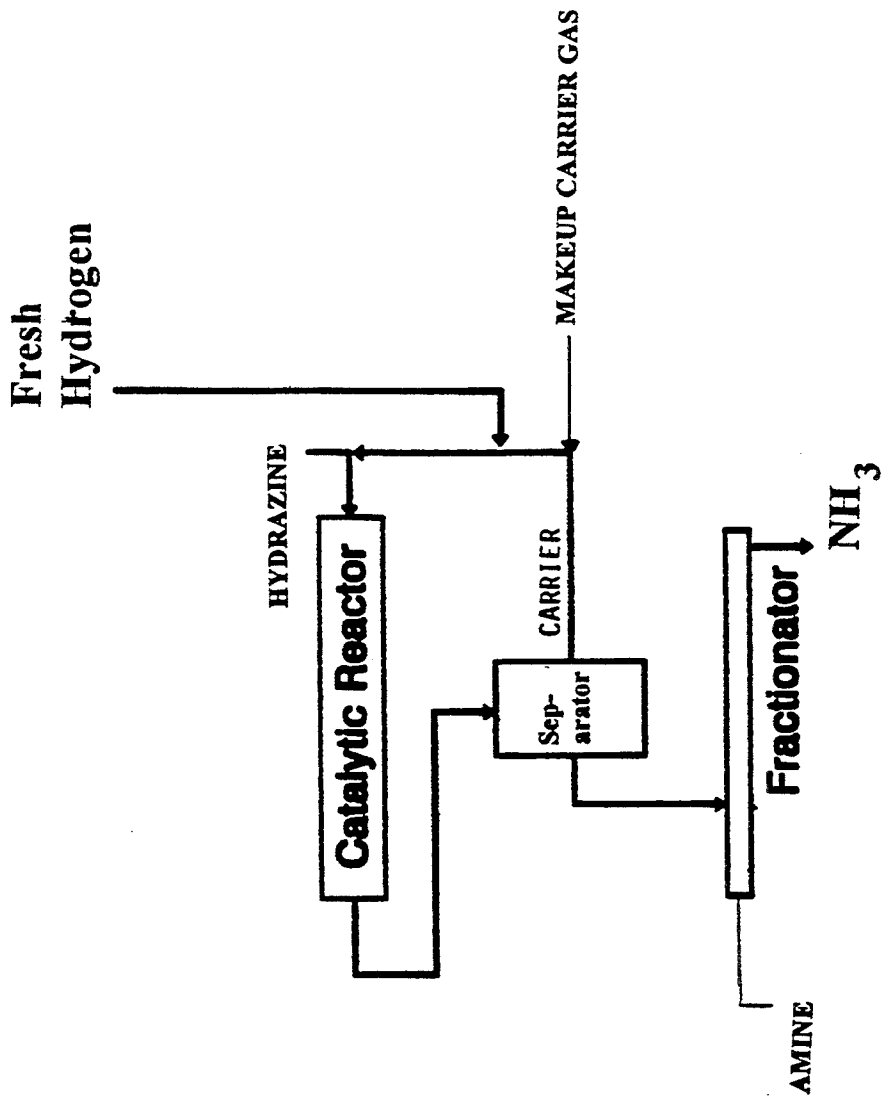 Fresh
Hydrogen
HYDRAZINE
Catalytic Reactor
MAKEUP CARRIER GAS
CARRIER
Sep-
arator
Fractionator
NH3
AMINE